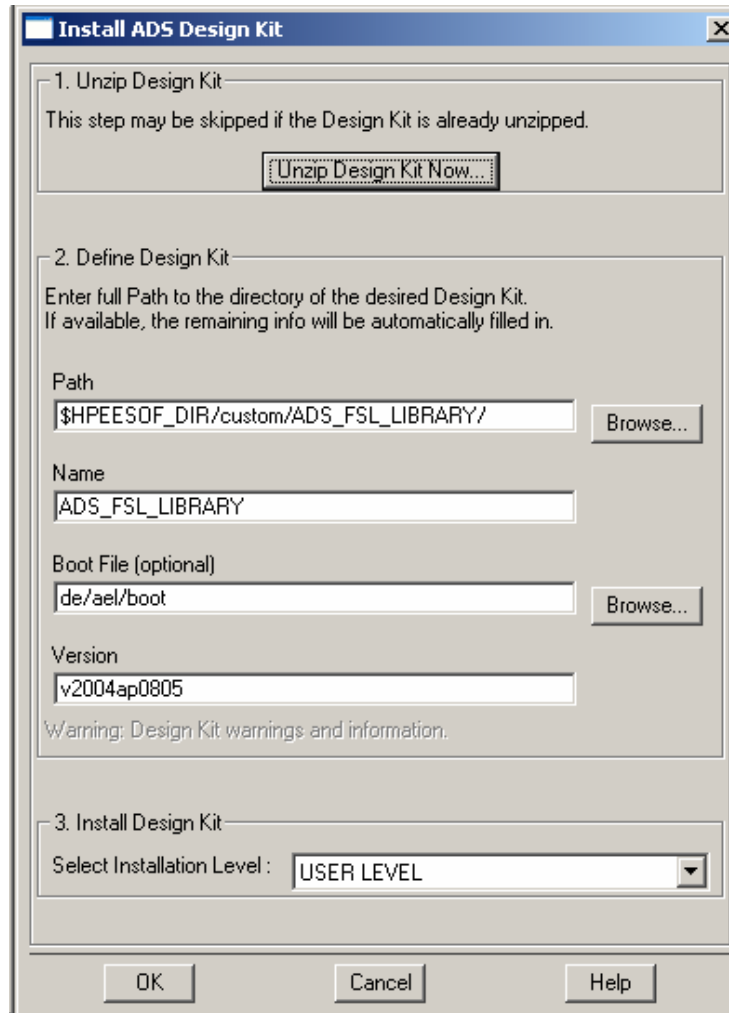 Install ADS Design Kit
1. Unzip Design Kit
This step may be skipped if the Design Kit is already unzipped.
Unzip Design Kit Now...
2. Define Design Kit
Enter full Path to the directory of the desired Design Kit.
If available, the remaining info will be automatically filled in.
Path
$HPEESOF_DIR/custom/ADS_FSL_LIBRARY/
Browse...
Name
ADS_FSL_LIBRARY
Boot File (optional)
de/ael/boot
Browse...
Version
v2004ap0805
Warning: Design Kit warnings and information.
3. Install Design Kit
Select Installation Level :
USER LEVEL
OK
Cancel
Help